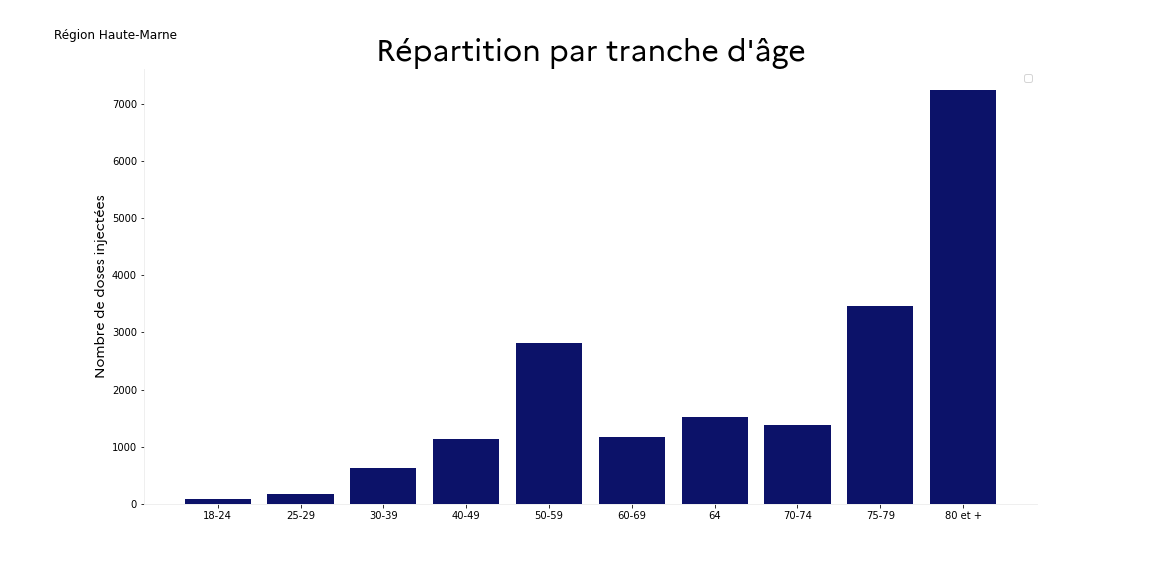 Région Haute-Marne
Répartition par tranche d'âge
Nombre de doses injectées
7000
6000
5000
4000
3000
2000
1000
0
18-24 25-29 30-39 40-49 50-59 60-69 64 70-74 75-79 80 et +